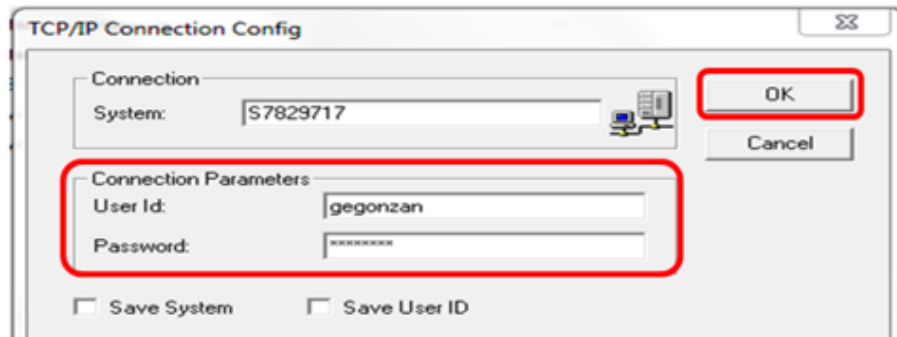 TCP/IP Connection Config
Connection
System: S7829717
OK
Cancel
Connection Parameters
User Id: gegonzan
Password: ********
Save System Save User ID